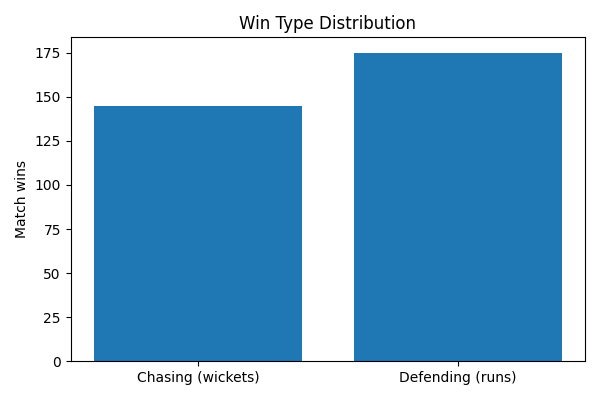 Win Type Distribution
Match wins
175
150
125
100
75
50
25
0
Chasing (wickets)
Defending (runs)